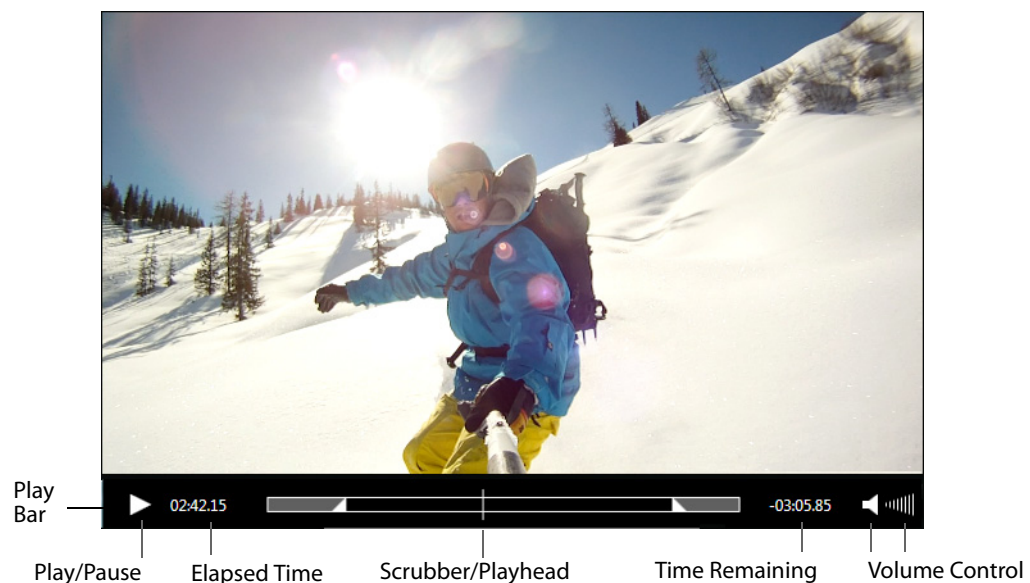 Play
Bar
02:42.15
-03:05.85
Play/Pause
Elapsed Time
Scrubber/Playhead
Time Remaining
Volume Control